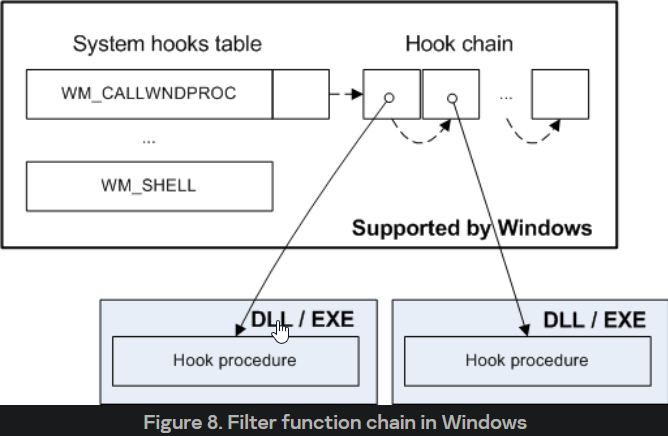 System hooks table
Hook chain
WM_CALLWNDPROC
...
...
WM_SHELL
Supported by Windows
DLL / EXE
DLL / EXE
Hook procedure
Hook procedure
Figure 8. Filter function chain in Windows